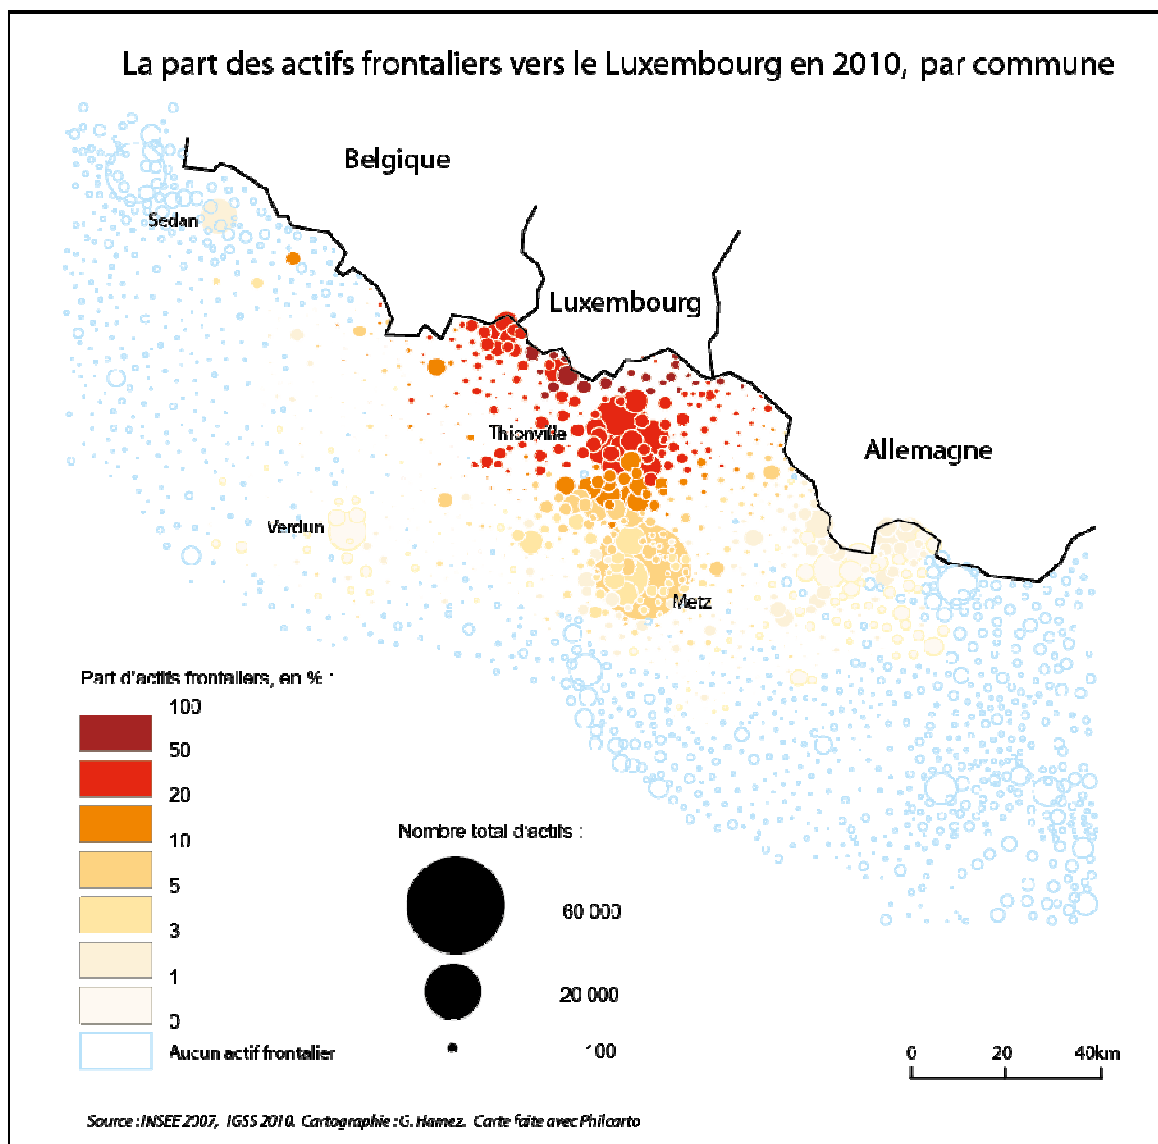 La part des actifs frontaliers vers le Luxembourg en 2010, par commune
Belgique
Sedan
Luxembourg
Thionville
Allemagne
Verdun
Metz
Part d'actifs frontaliers, en % :
100
50
20
10
5
3
1
0
Aucun actif frontalier
Nombre total d'actifs :
60 000
20 000
100
0 20 40km
Source : INSEE 2007, IGSS 2010. Cartographie : G. Hamez. Carte faite avec Philcarto